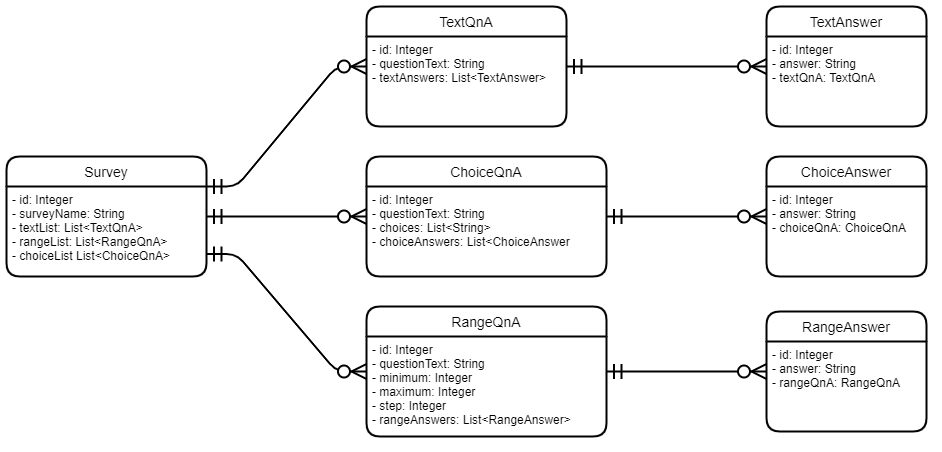 TextQnA
- id: Integer
- questionText: String
- textAnswers: List<TextAnswer>
TextAnswer
- id: Integer
- answer: String
- textQnA: TextQnA
Survey
- id: Integer
- surveyName: String
- textList: List<TextQnA>
- rangeList: List<RangeQnA>
- choiceList List<ChoiceQnA>
ChoiceQnA
- id: Integer
- questionText: String
- choices: List<String>
- choiceAnswers: List<ChoiceAnswer
ChoiceAnswer
- id: Integer
- answer: String
- choiceQnA: ChoiceQnA
RangeQnA
- id: Integer
- questionText: String
- minimum: Integer
- maximum: Integer
- step: Integer
- rangeAnswers: List<RangeAnswer>
RangeAnswer
- id: Integer
- answer: String
- rangeQnA: RangeQnA